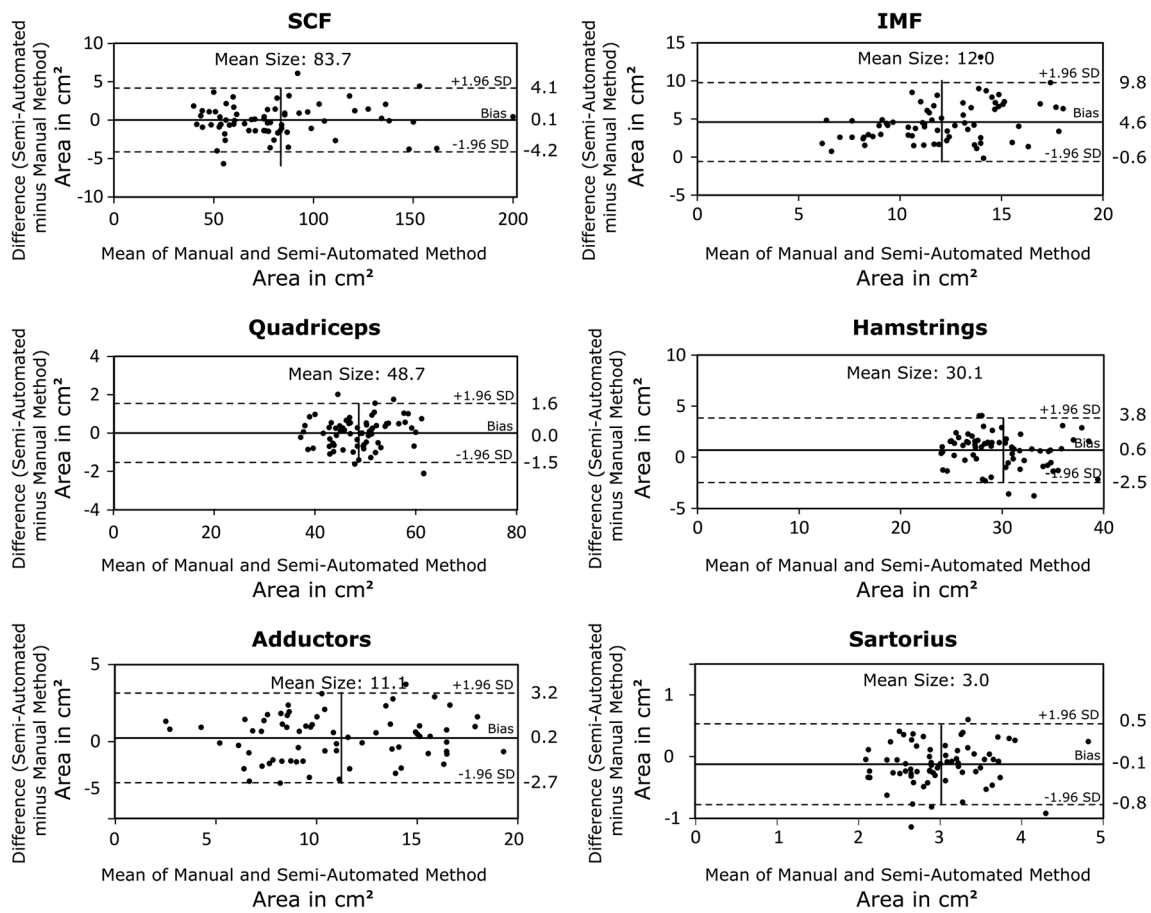 SCF
Difference (Semi-Automated
minus Manual Method)
Area in cm²
10
5
0
-5
-10
Mean Size: 83.7
+1.96 SD
4.1
Bias
0.1
-1.96 SD
-4.2
0
50
100
150
200
Mean of Manual and Semi-Automated Method
Area in cm²
IMF
Difference (Semi-Automated
minus Manual Method)
Area in cm²
15
10
5
0
-5
Mean Size: 12.0
+1.96 SD
9.8
Bias
4.6
-1.96 SD
-0.6
0
5
10
15
20
Mean of Manual and Semi-Automated Method
Area in cm²
Quadriceps
Difference (Semi-Automated
minus Manual Method)
Area in cm²
4
2
0
-2
-4
Mean Size: 48.7
+1.96 SD
1.6
Bias
0.0
-1.96 SD
-1.5
0
20
40
60
80
Mean of Manual and Semi-Automated Method
Area in cm²
Hamstrings
Difference (Semi-Automated
minus Manual Method)
Area in cm²
10
5
0
-5
Mean Size: 30.1
+1.96 SD
3.8
Bias
0.6
-1.96 SD
-2.5
0
10
20
30
40
Mean of Manual and Semi-Automated Method
Area in cm²
Adductors
Difference (Semi-Automated
minus Manual Method)
Area in cm²
5
0
-5
Mean Size: 11.1
+1.96 SD
3.2
Bias
0.2
-1.96 SD
-2.7
0
5
10
15
20
Mean of Manual and Semi-Automated Method
Area in cm²
Sartorius
Difference (Semi-Automated
minus Manual Method)
Area in cm²
1
0
-1
Mean Size: 3.0
+1.96 SD
0.5
Bias
-0.1
-1.96 SD
-0.8
0
1
2
3
4
5
Mean of Manual and Semi-Automated Method
Area in cm²